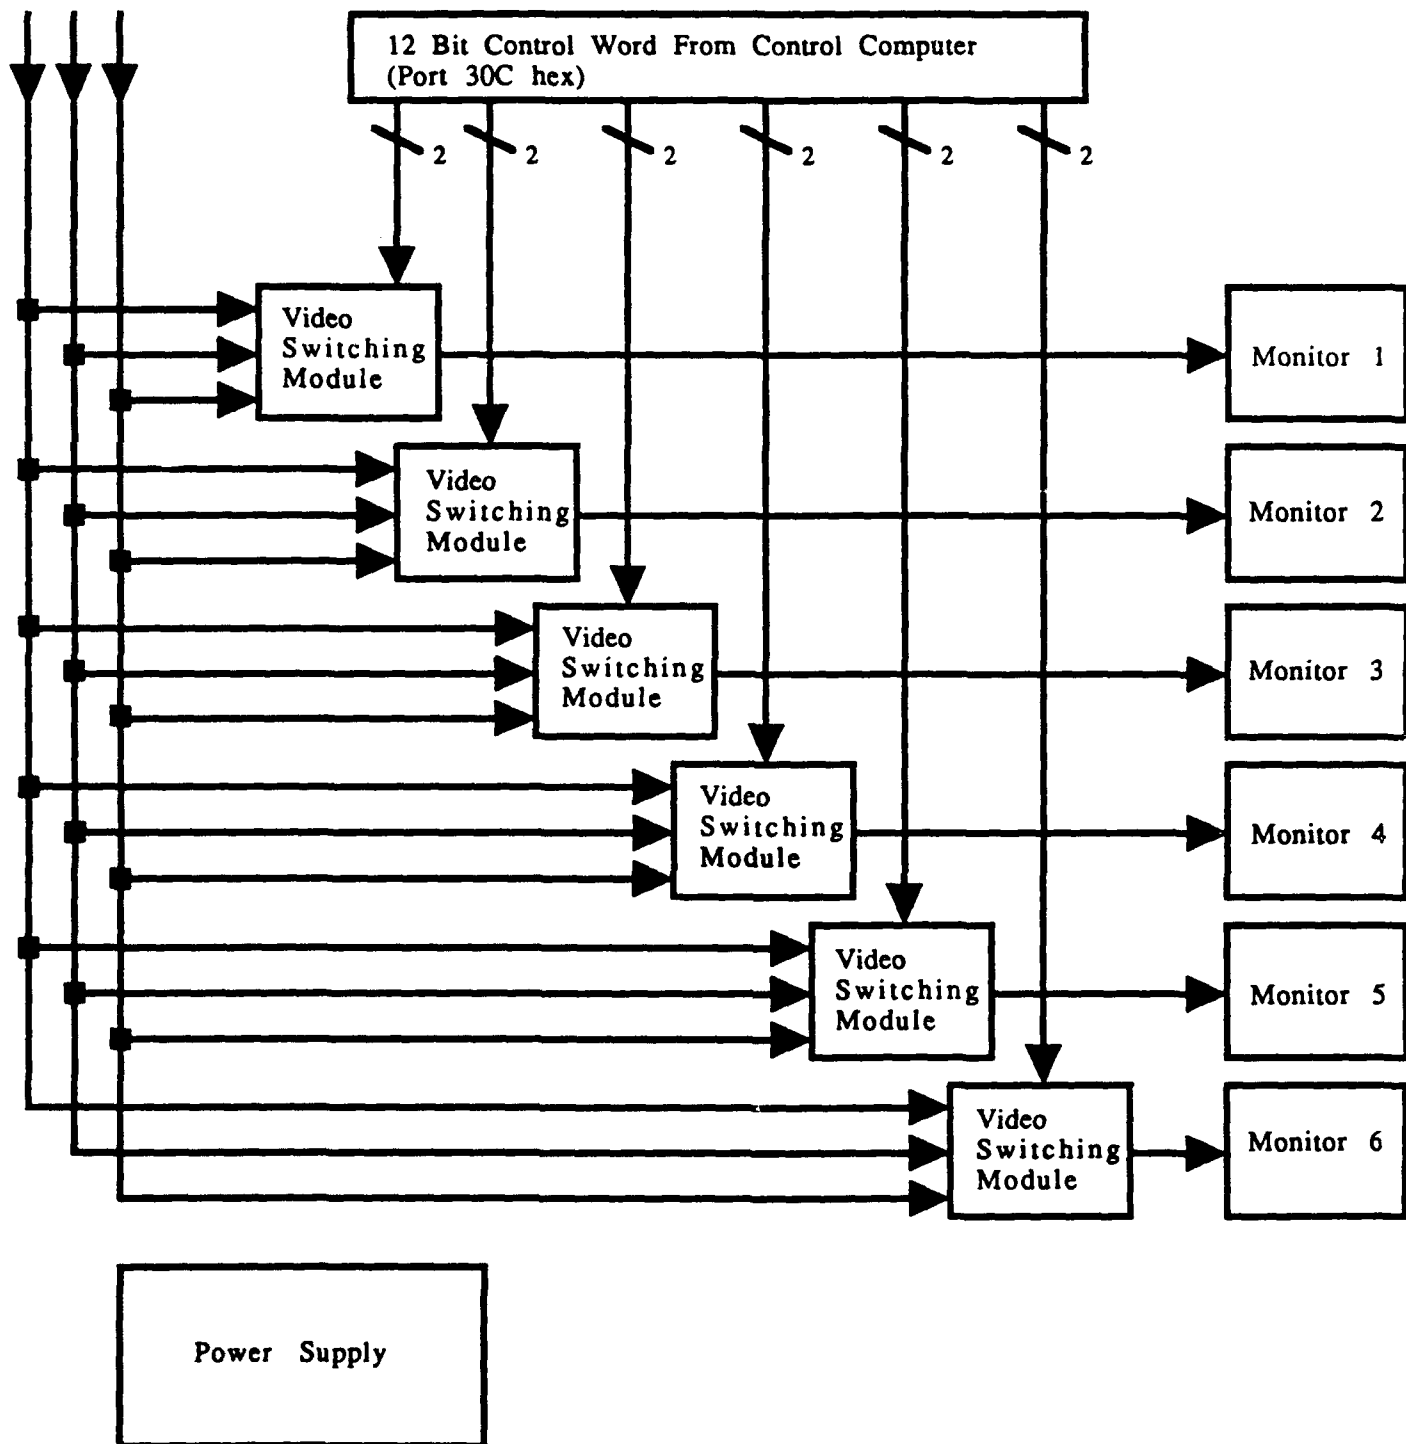 12 Bit Control Word From Control Computer
(Port 30C hex)
2 2 2 2 2 2
Video
Switching
Module
Monitor 1
Video
Switching
Module
Monitor 2
Video
Switching
Module
Monitor 3
Video
Switching
Module
Monitor 4
Video
Switching
Module
Monitor 5
Video
Switching
Module
Monitor 6
Power Supply